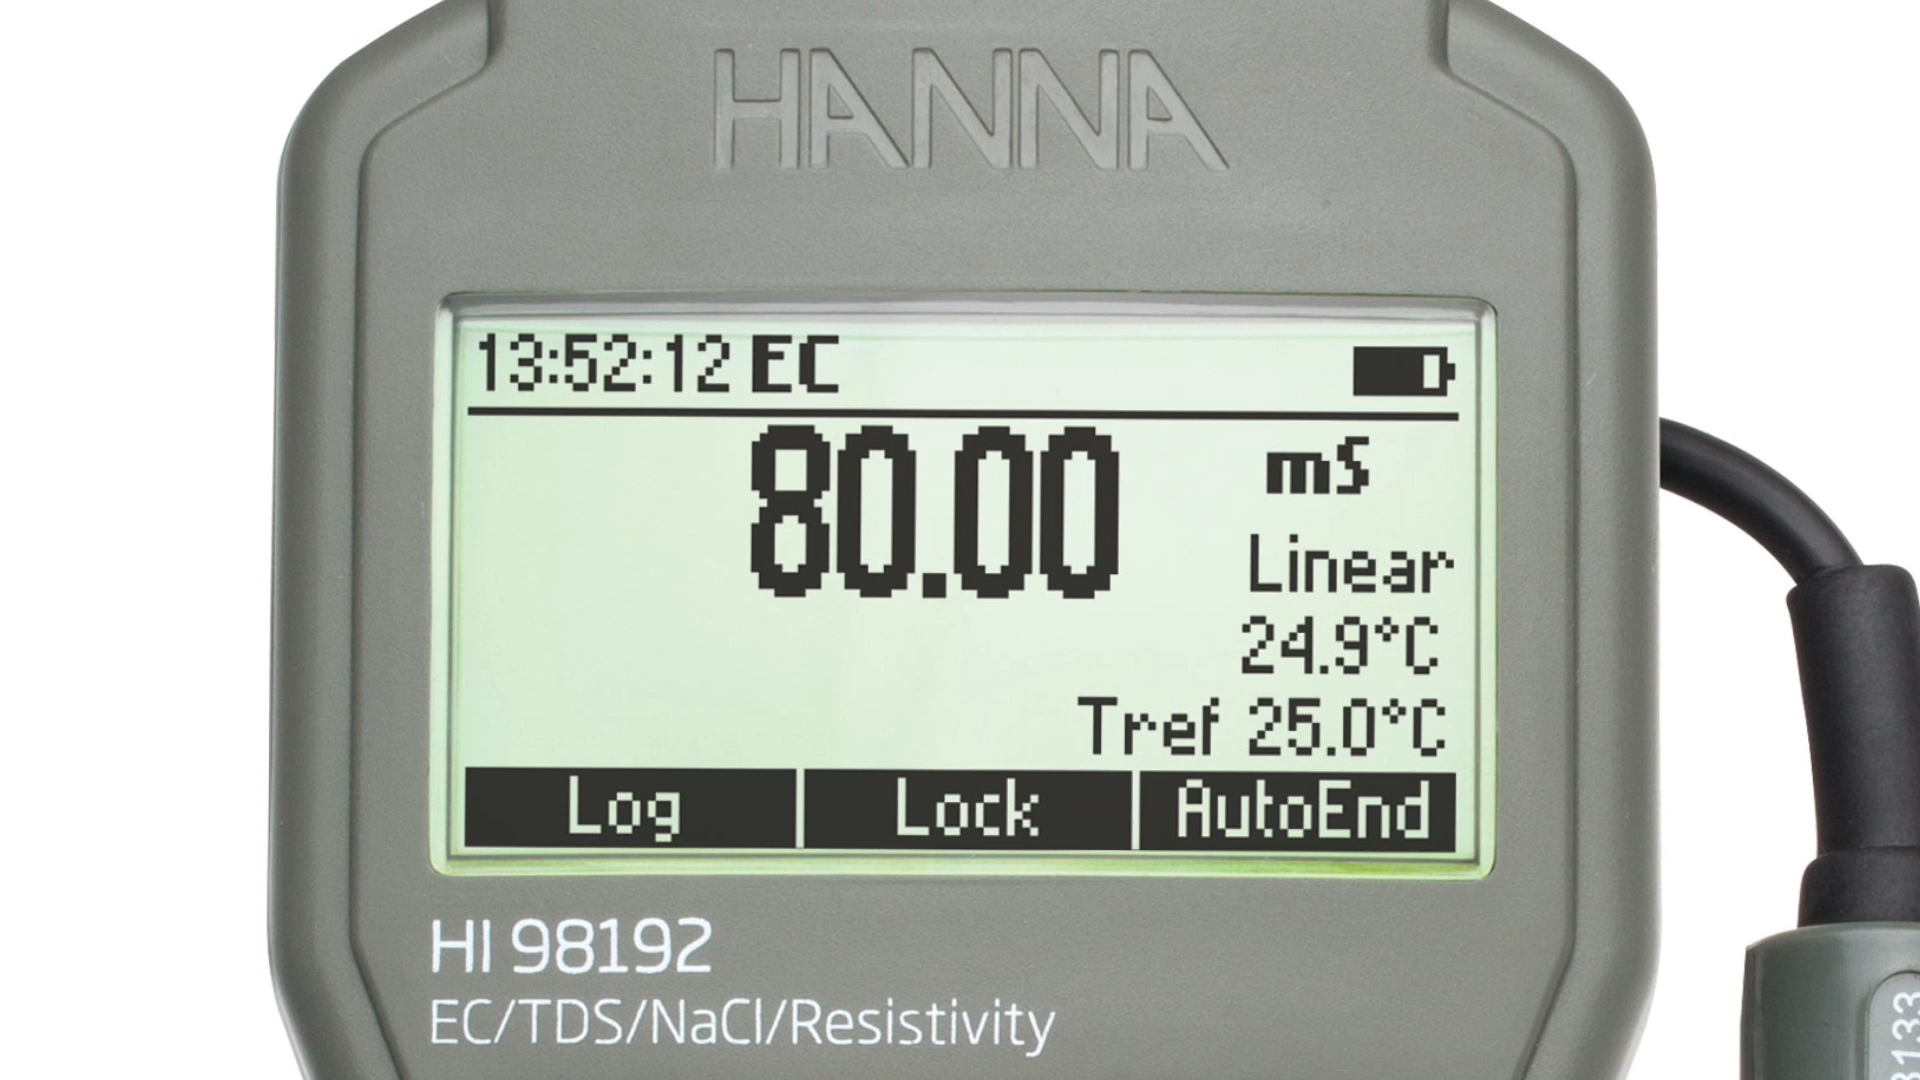 HANNA
13:52:12 EC
80.00 mS
Linear
24.9°C
Tref 25.0°C
Log Lock AutoEnd
HI 98192
EC/TDS/NaCl/Resistivity